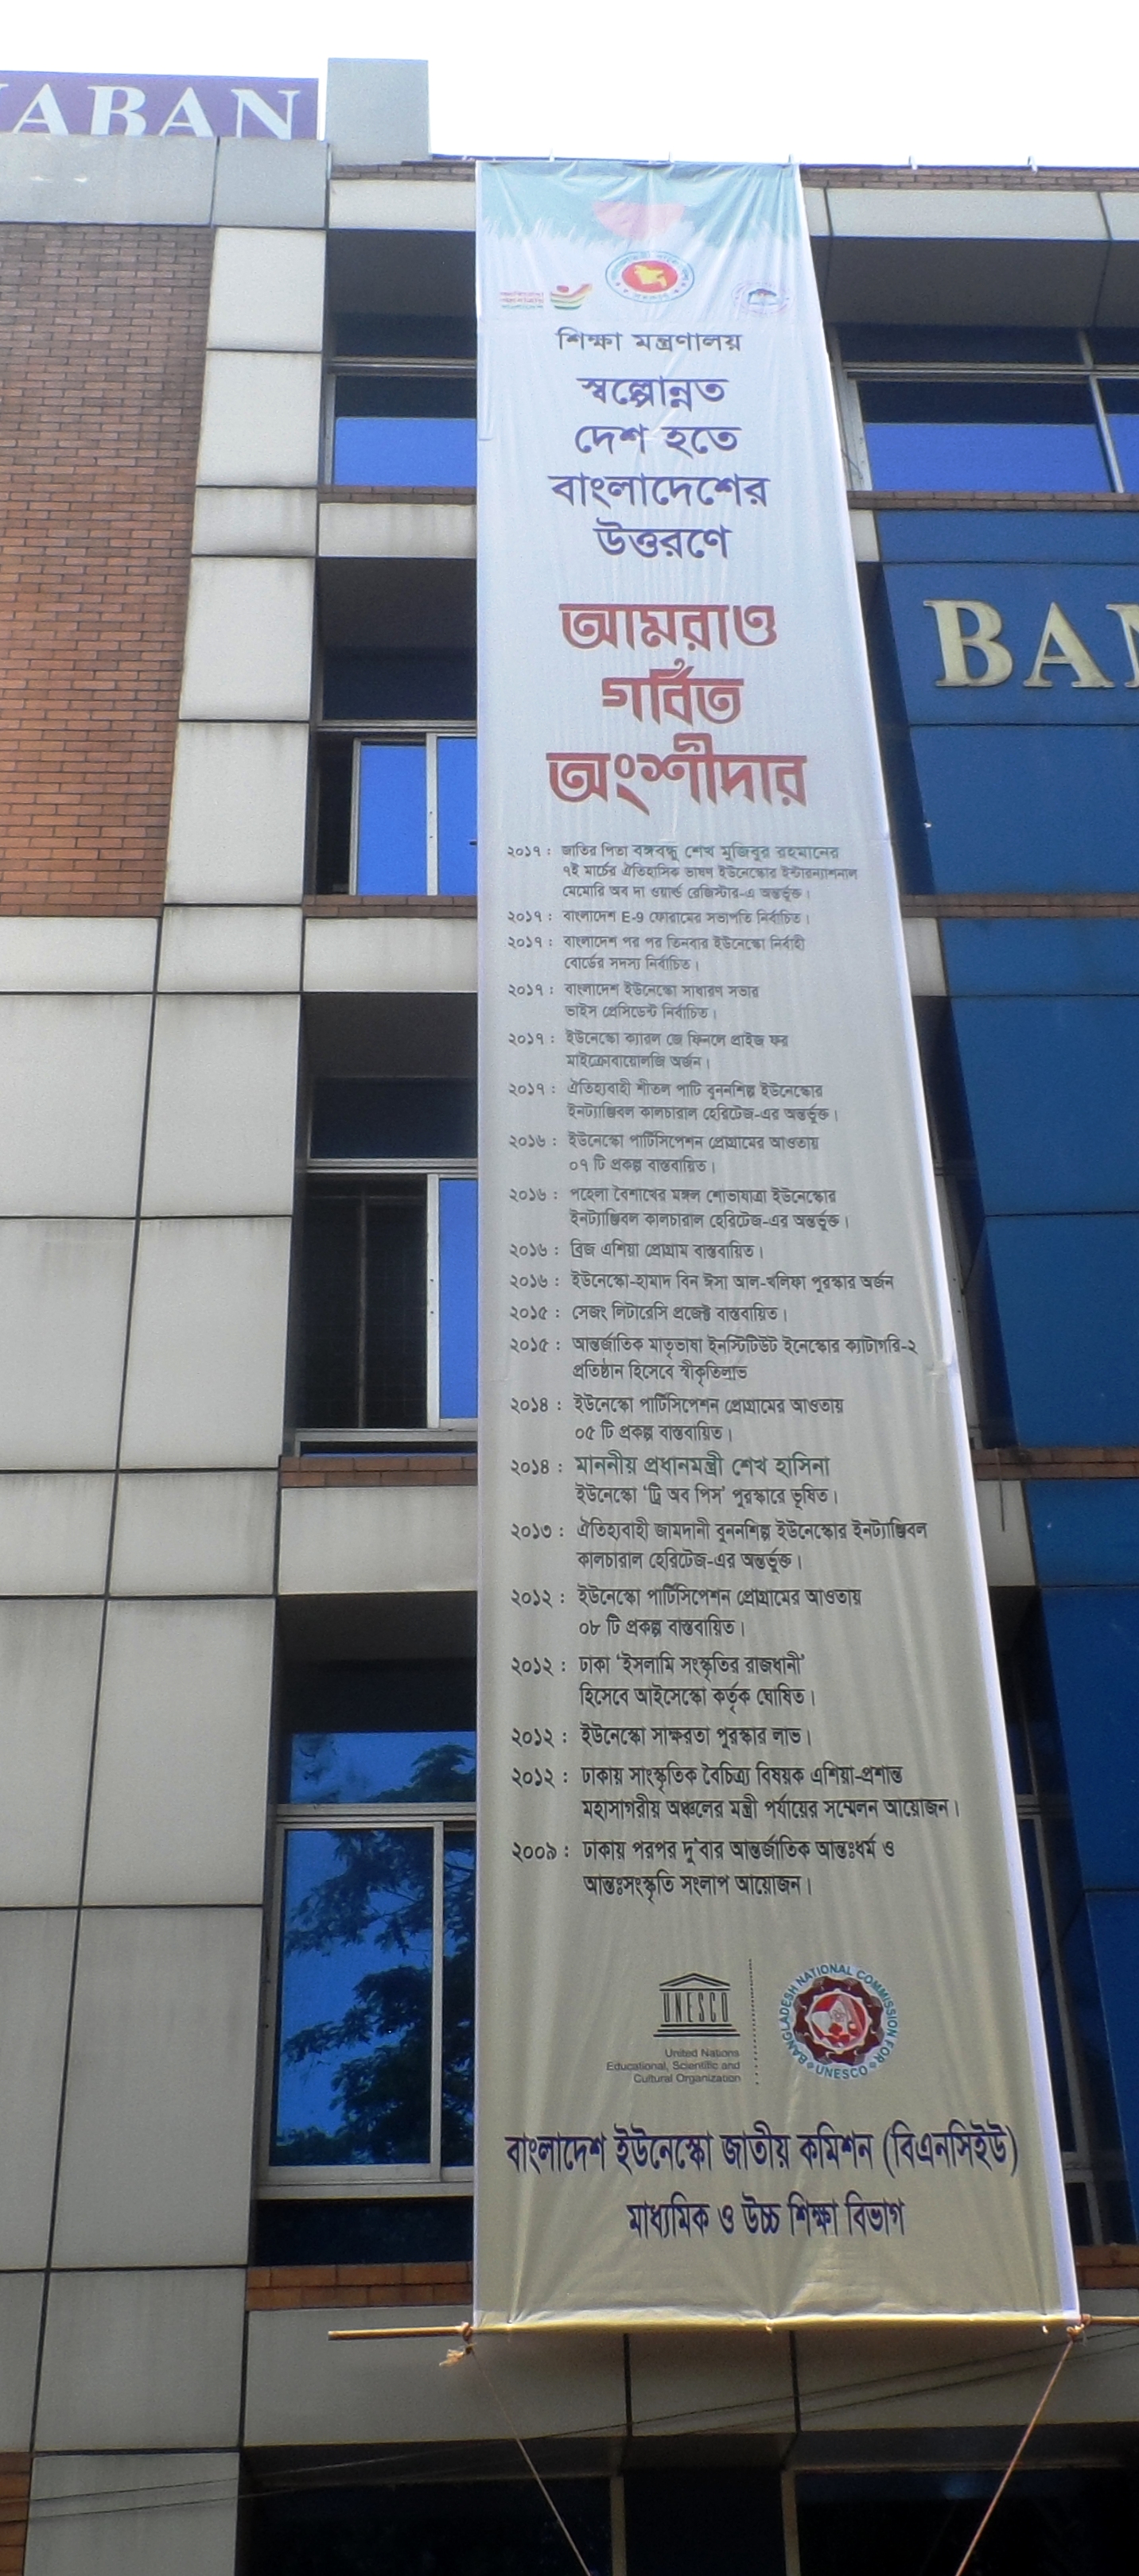 ABAN
শিক্ষা মন্ত্রণালয়
স্বল্পোন্নত
দেশ হতে
বাংলাদেশের
উত্তরণে
আমরাও
গর্বিত
অংশীদার
২০১৭ : জাতির পিতা বঙ্গবন্ধু শেখ মুজিবুর রহমানের
৭ই মার্চের ঐতিহাসিক ভাষণ ইউনেস্কোর ইন্টারন্যাশনাল
মেমোরি অব দা ওয়ার্ল্ড রেজিস্টার-এ অন্তর্ভুক্ত।
২০১৭ : বাংলাদেশ E-9 ফোরামের সভাপতি নির্বাচিত।
২০১৭ : বাংলাদেশ পর পর তিনবার ইউনেস্কো নির্বাহী
বোর্ডের সদস্য নির্বাচিত।
২০১৭ : বাংলাদেশ ইউনেস্কো সাধারণ সভার
ভাইস প্রেসিডেন্ট নির্বাচিত।
২০১৭ : ইউনেস্কো ক্যারল জে ফিনলে প্রাইজ ফর
মাইক্রোবায়োলজি অর্জন।
২০১৭ : ঐতিহ্যবাহী শীতল পাটি বুননশিল্প ইউনেস্কোর
ইনট্যাঞ্জিবল কালচারাল হেরিটেজ-এর অন্তর্ভুক্ত।
২০১৬ : ইউনেস্কো পার্টিসিপেশন প্রোগ্রামের আওতায়
০৭ টি প্রকল্প বাস্তবায়িত।
২০১৬ : পহেলা বৈশাখের মঙ্গল শোভাযাত্রা ইউনেস্কোর
ইনট্যাঞ্জিবল কালচারাল হেরিটেজ-এর অন্তর্ভুক্ত।
২০১৬ : ব্রিজ এশিয়া প্রোগ্রাম বাস্তবায়িত।
২০১৬ : ইউনেস্কো-হামাদ বিন ঈসা আল-খলিফা পুরস্কার অর্জন
২০১৫ : সেজং লিটারেসি প্রজেক্ট বাস্তবায়িত।
২০১৫ : আন্তর্জাতিক মাতৃভাষা ইনস্টিটিউট ইনেস্কোর ক্যাটাগরি-২
প্রতিষ্ঠান হিসেবে স্বীকৃতিলাভ
২০১৪ : ইউনেস্কো পার্টিসিপেশন প্রোগ্রামের আওতায়
০৫ টি প্রকল্প বাস্তবায়িত।
২০১৪ : মাননীয় প্রধানমন্ত্রী শেখ হাসিনা
ইউনেস্কো 'ট্রি অব পিস' পুরস্কারে ভূষিত।
২০১৩ : ঐতিহ্যবাহী জামদানী বুননশিল্প ইউনেস্কোর ইনট্যাঞ্জিবল
কালচারাল হেরিটেজ-এর অন্তর্ভুক্ত।
২০১২ : ইউনেস্কো পার্টিসিপেশন প্রোগ্রামের আওতায়
০৮ টি প্রকল্প বাস্তবায়িত।
২০১২ : ঢাকা 'ইসলামি সংস্কৃতির রাজধানী'
হিসেবে আইসেস্কো কর্তৃক ঘোষিত।
২০১২ : ইউনেস্কো সাক্ষরতা পুরস্কার লাভ।
২০১২ : ঢাকায় সাংস্কৃতিক বৈচিত্র্য বিষয়ক এশিয়া-প্রশান্ত
মহাসাগরীয় অঞ্চলের মন্ত্রী পর্যায়ের সম্মেলন আয়োজন।
২০০৯ : ঢাকায় পরপর দু'বার আন্তর্জাতিক আন্তঃধর্ম ও
আন্তঃসংস্কৃতি সংলাপ আয়োজন।
UNESCO
United Nations
Educational, Scientific and
Cultural Organization
BANGLADESH NATIONAL COMMISSION FOR UNESCO
বাংলাদেশ ইউনেস্কো জাতীয় কমিশন (বিএনসিইউ)
মাধ্যমিক ও উচ্চ শিক্ষা বিভাগ
BAN